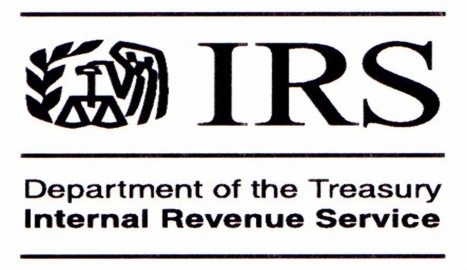 IRS
Department of the Treasury
Internal Revenue Service